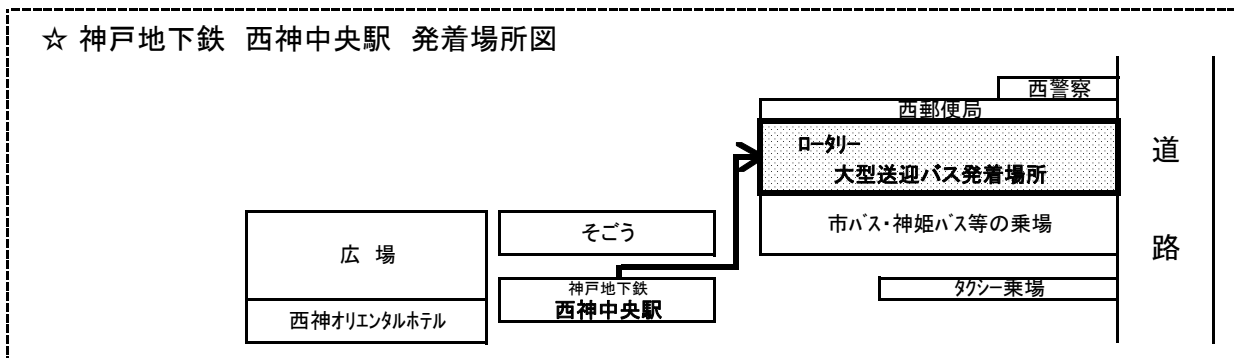 ☆ 神戸地下鉄 西神中央駅 発着場所図
西警察
西郵便局
ﾛｰﾀﾘｰ
大型送迎バス発着場所
道
路
市ﾊﾞｽ・神姫ﾊﾞｽ等の乗場
そごう
広 場
神戸地下鉄
西神中央駅
ﾀｸｼｰ乗場
西神ｵﾘｴﾝﾀﾙﾎﾃﾙ